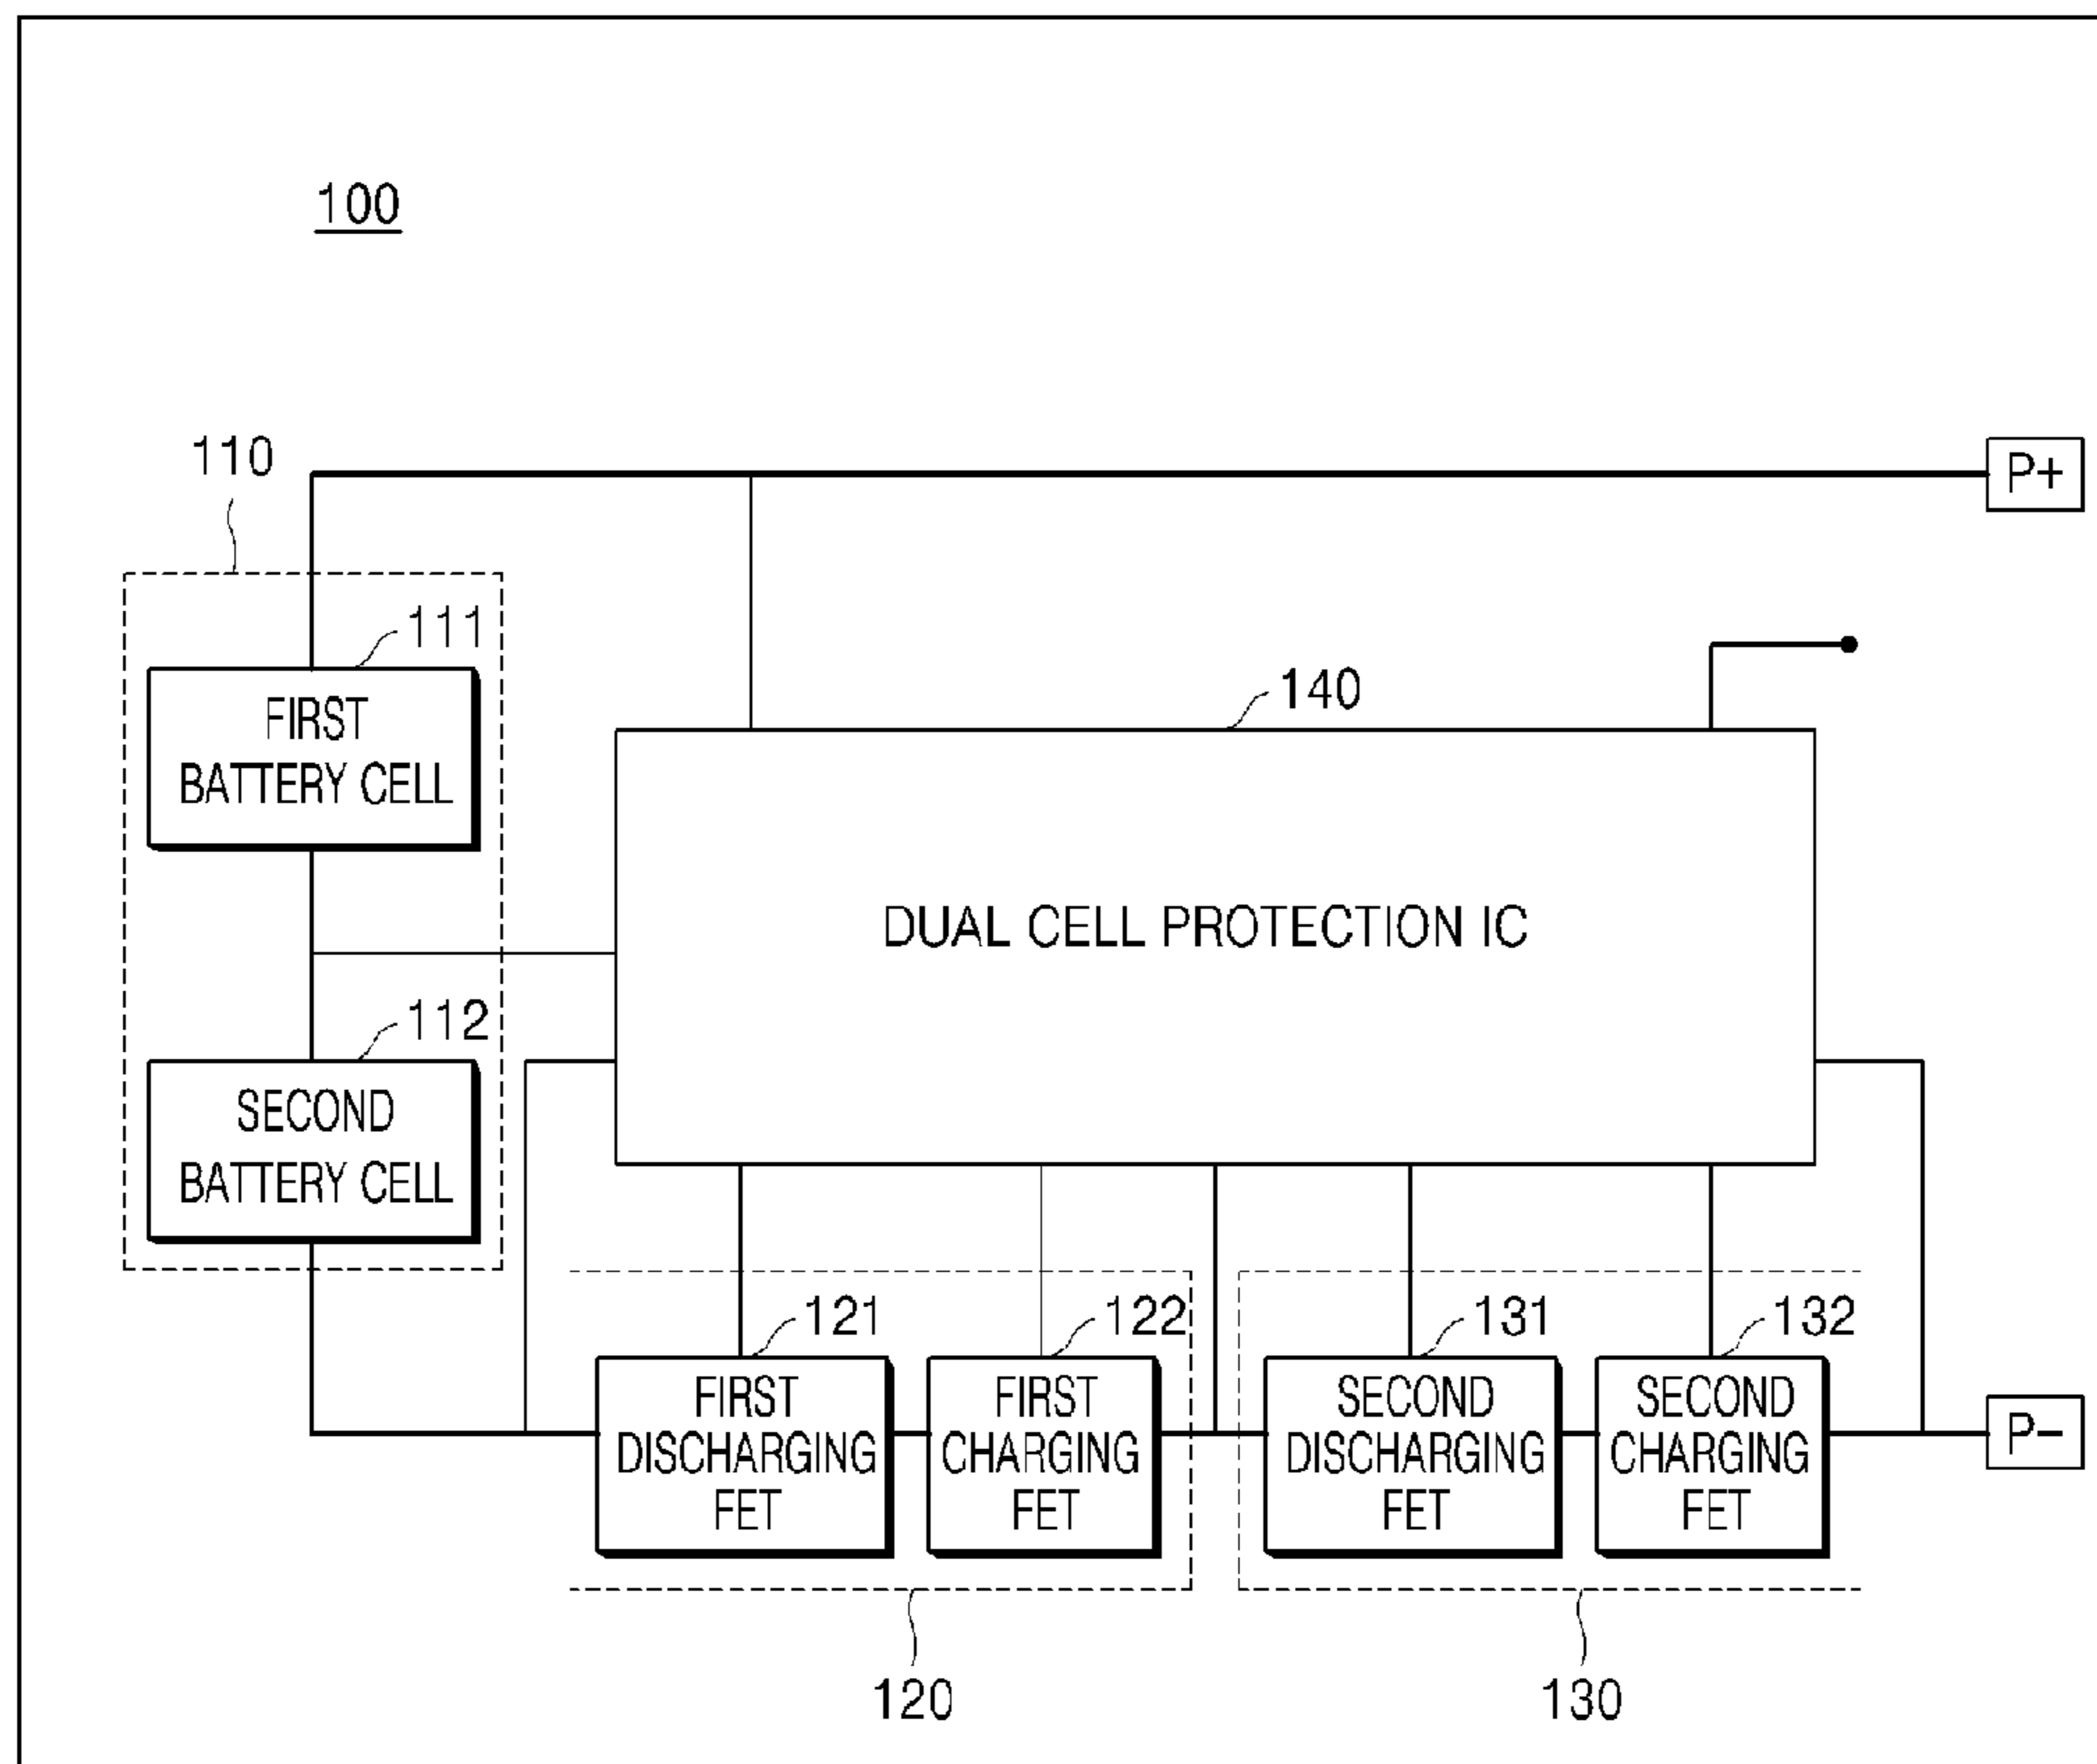 100
110
P+
111
FIRST
BATTERY CELL
140
DUAL CELL PROTECTION IC
112
SECOND
BATTERY CELL
121
122
131
132
FIRST
DISCHARGING
FET
FIRST
CHARGING
FET
SECOND
DISCHARGING
FET
SECOND
CHARGING
FET
P-
120
130